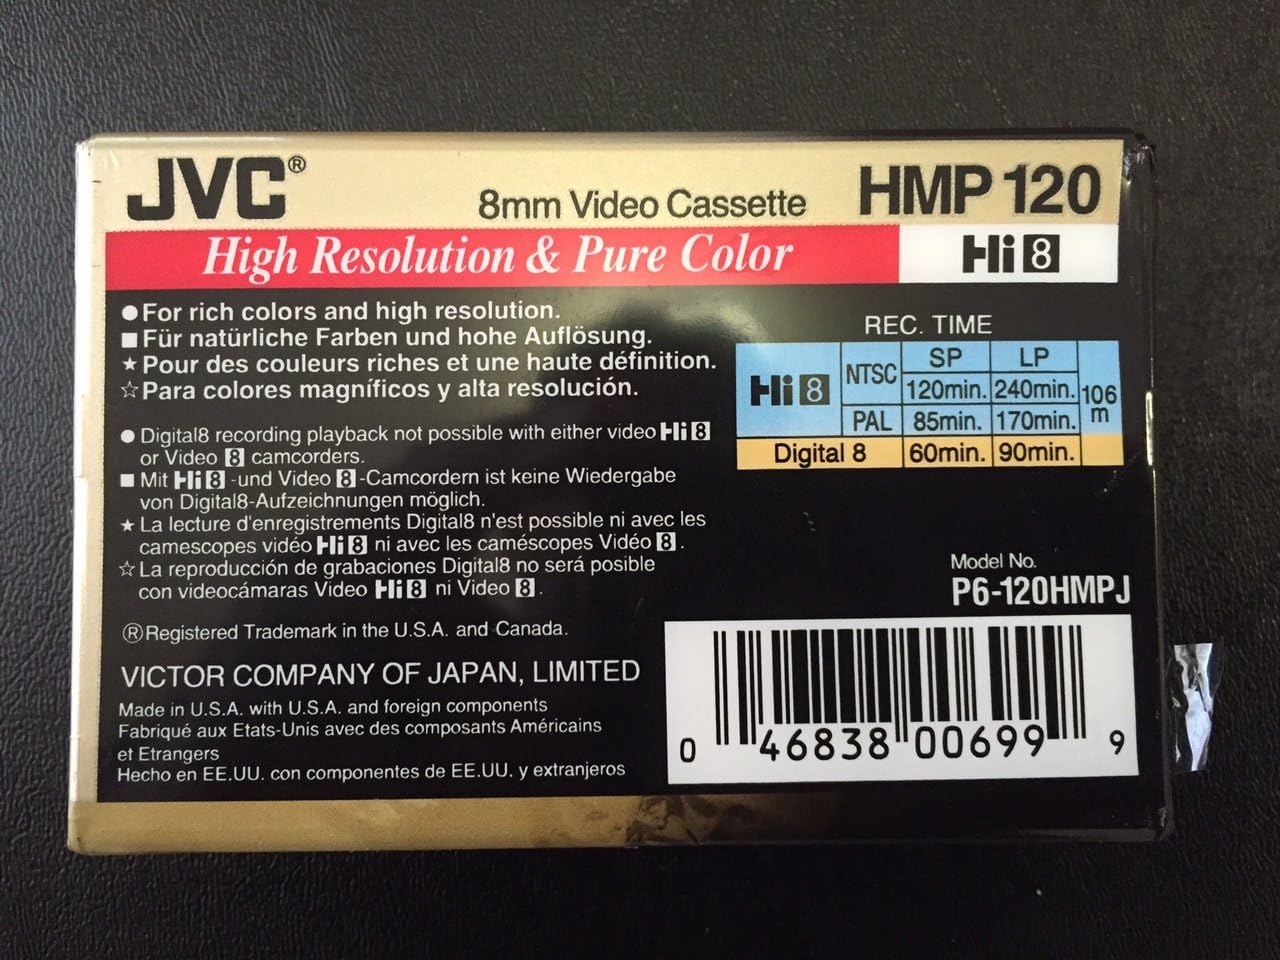 JVC®
8mm Video Cassette
HMP 120
High Resolution & Pure Color
Hi8
●For rich colors and high resolution.
■Für natürliche Farben und hohe Auflösung.
★Pour des couleurs riches et une haute définition.
☆Para colores magníficos y alta resolución.
● Digital8 recording playback not possible with either video Hi8
or Video 8 camcorders.
■ Mit Hi8 -und Video 8 -Camcordern ist keine Wiedergabe
von Digital8-Aufzeichnungen möglich.
★ La lecture d'enregistrements Digital8 n'est possible ni avec les
camescopes vidéo Hi8 ni avec les caméscopes Vidéo 8 .
☆ La reproducción de grabaciones Digital8 no será posible
con videocámaras Video Hi8 ni Video 8 .
®Registered Trademark in the U.S.A. and Canada.
VICTOR COMPANY OF JAPAN, LIMITED
Made in U.S.A. with U.S.A. and foreign components
Fabriqué aux Etats-Unis avec des composants Américains
et Etrangers
Hecho en EE.UU. con componentes de EE.UU. y extranjeros
REC. TIME
SP LP
Hi8 NTSC 120min. 240min. 106 m
PAL 85min. 170min.
Digital 8 60min. 90min.
Model No.
P6-120HMPJ
0 46838 00699 9